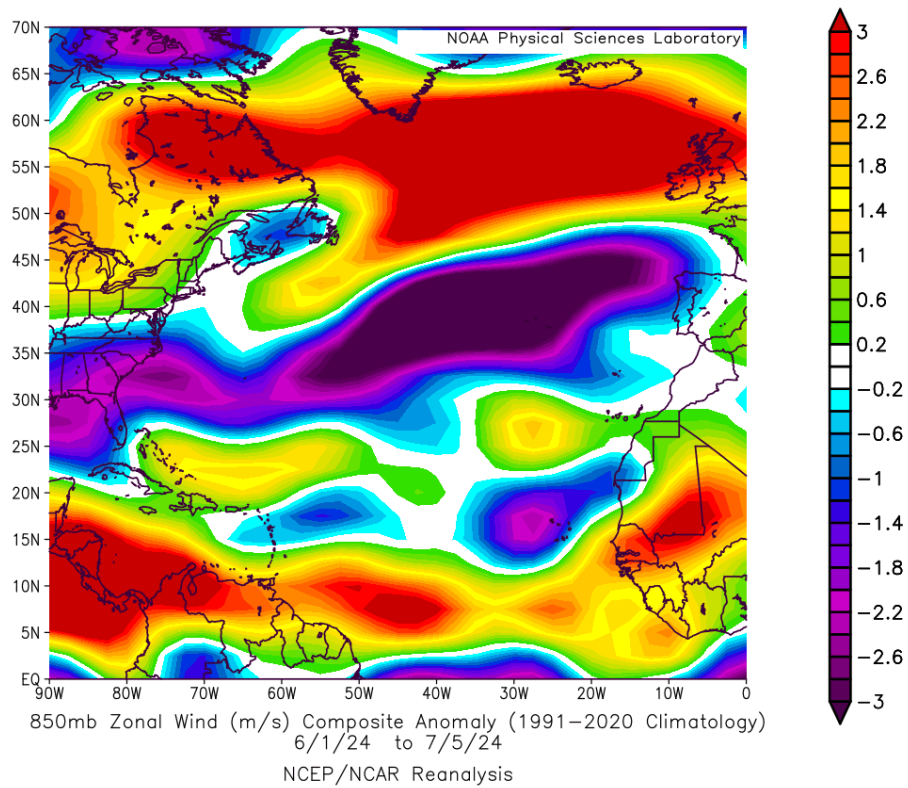 NOAA Physical Sciences Laboratory
70N
65N
60N
55N
50N
45N
40N
35N
30N
25N
20N
15N
10N
5N
EQ
90W 80W 70W 60W 50W 40W 30W 20W 10W 0
3
2.6
2.2
1.8
1.4
1
0.6
0.2
−0.2
−0.6
−1
−1.4
−1.8
−2.2
−2.6
−3
850mb Zonal Wind (m/s) Composite Anomaly (1991−2020 Climatology)
6/1/24 to 7/5/24
NCEP/NCAR Reanalysis